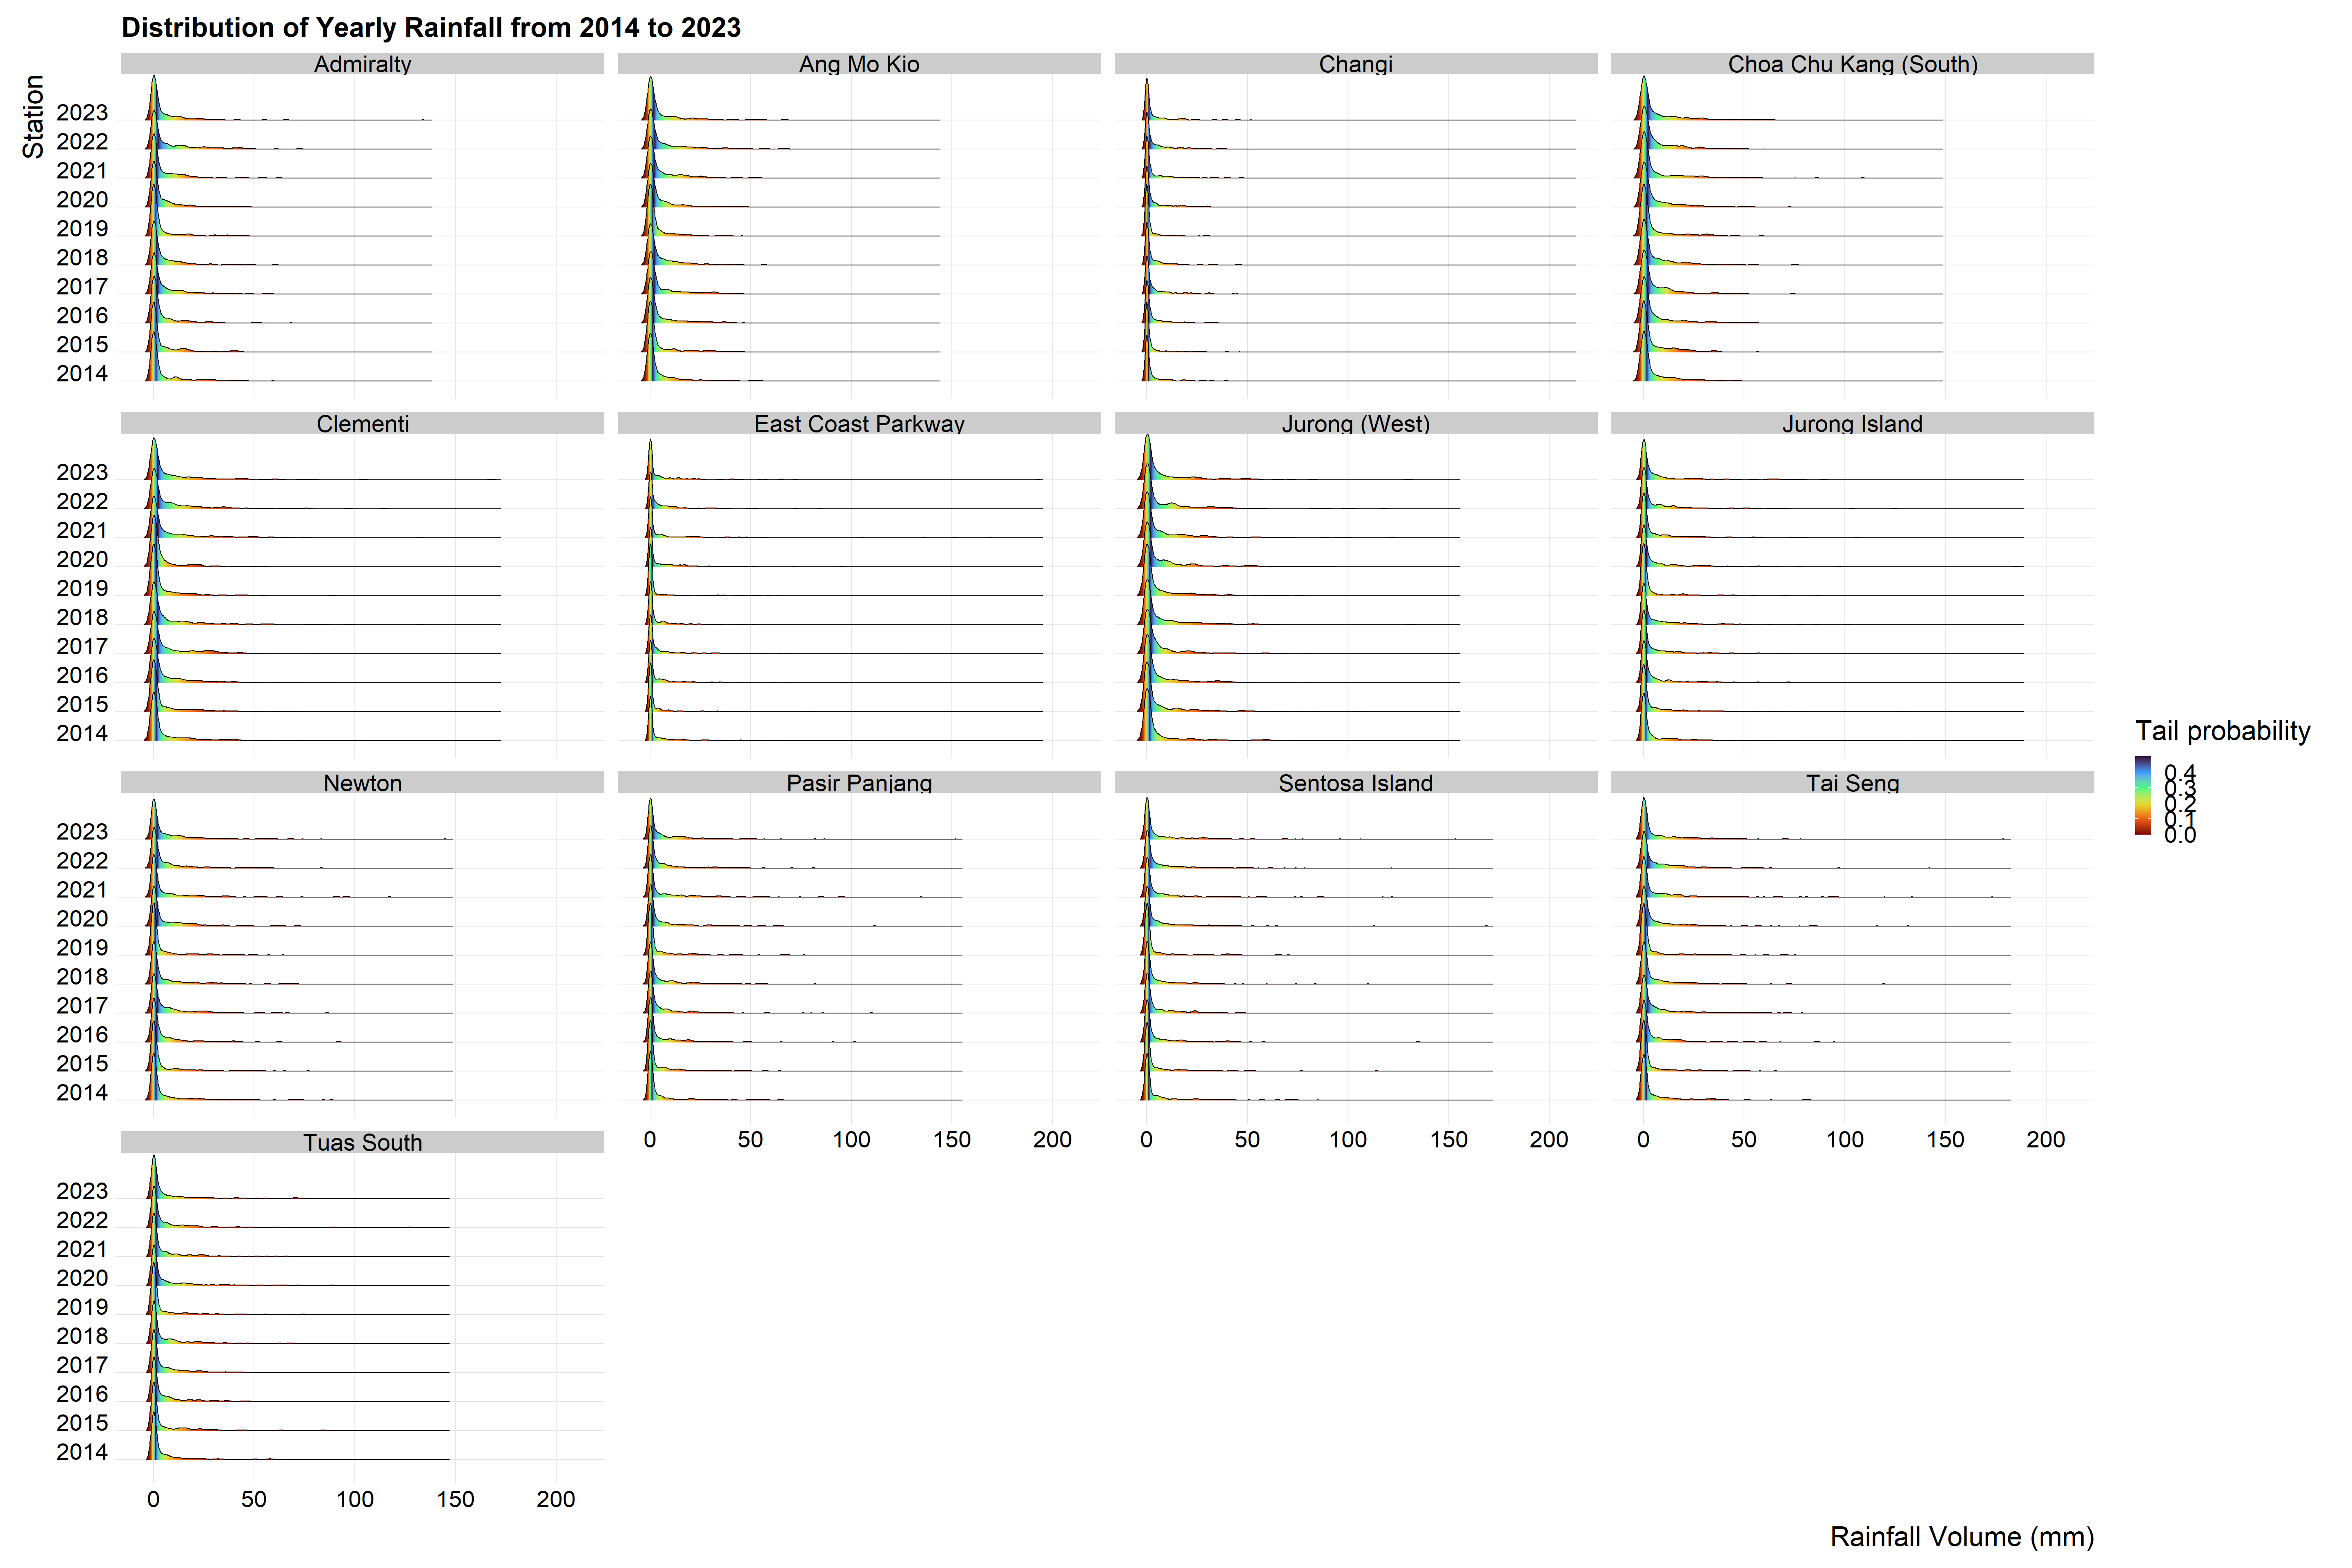 Distribution of Yearly Rainfall from 2014 to 2023
Station
Admiralty
Ang Mo Kio
Changi
Choa Chu Kang (South)
2023
2022
2021
2020
2019
2018
2017
2016
2015
2014
Clementi
East Coast Parkway
Jurong (West)
Jurong Island
2023
2022
2021
2020
2019
2018
2017
2016
2015
2014
Newton
Pasir Panjang
Sentosa Island
Tai Seng
2023
2022
2021
2020
2019
2018
2017
2016
2015
2014
0 50 100 150 200
0 50 100 150 200
0 50 100 150 200
Tuas South
2023
2022
2021
2020
2019
2018
2017
2016
2015
2014
0 50 100 150 200
Rainfall Volume (mm)
Tail probability
0.4
0.3
0.2
0.1
0.0